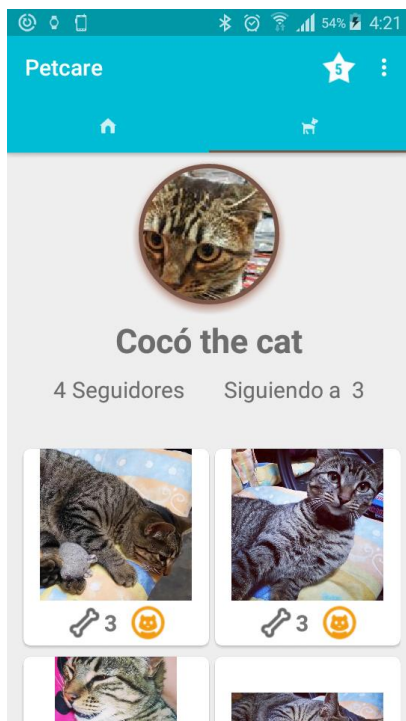 54% 4:21
Petcare
5
Cocó the cat
4 Seguidores Siguiendo a 3
3 3